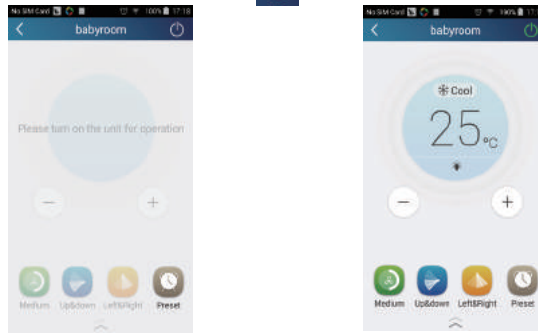 No SIM Card 100% 17:18
babyroom
Please turn on the unit for operation
Medium Up&down Left&Right Preset
No SIM Card 100% 17:
babyroom
Cool
25°C
Medium Up&down Left&Right Preset